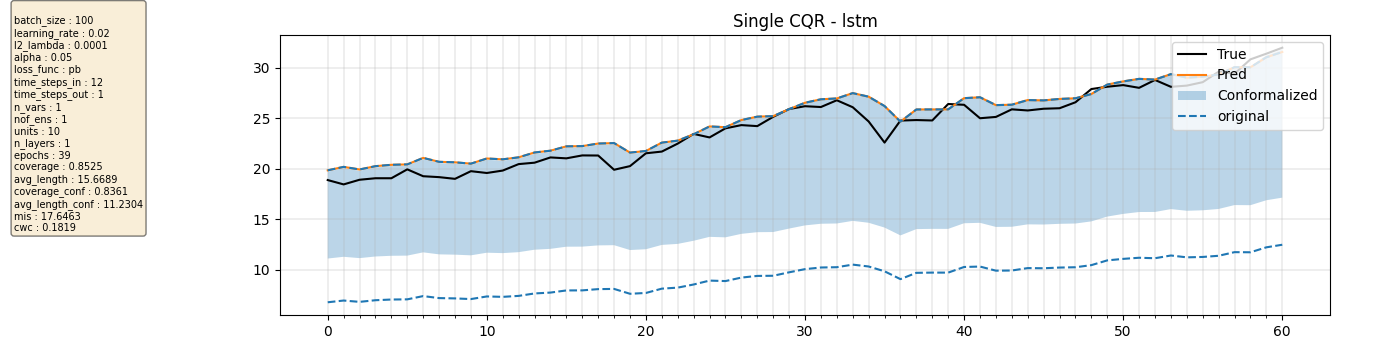 batch_size : 100
learning_rate : 0.02
l2_lambda : 0.0001
alpha : 0.05
loss_func : pb
time_steps_in : 12
time_steps_out : 1
n_vars : 1
nof_ens : 1
units : 10
n_layers : 1
epochs : 39
coverage : 0.8525
avg_length : 15.6689
coverage_conf : 0.8361
avg_length_conf : 11.2304
mis : 17.6463
cwc : 0.1819
Single CQR - lstm
30
25
20
15
10
0 10 20 30 40 50 60
True
Pred
Conformalized
original